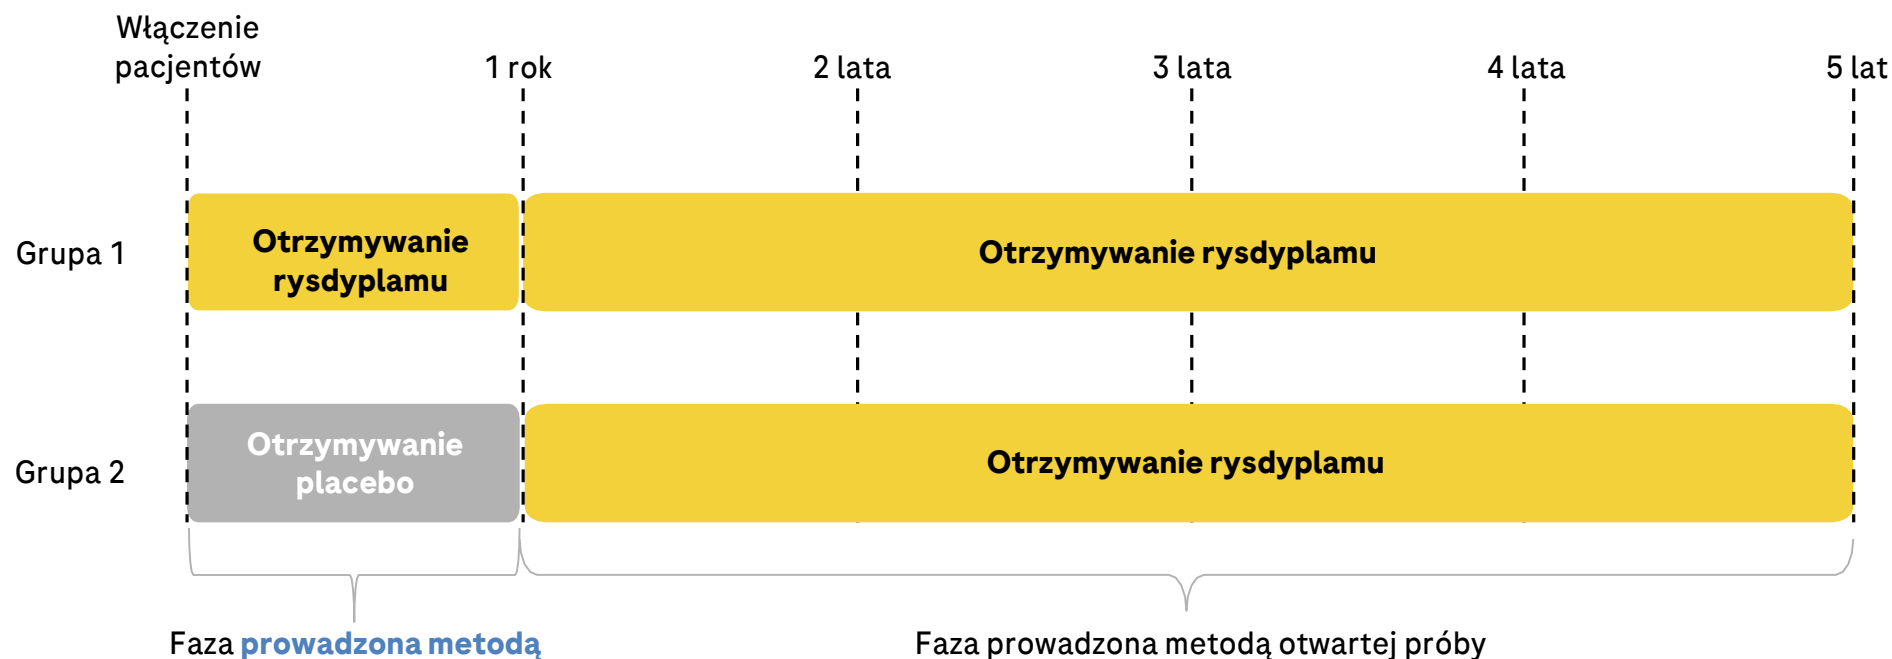 Włączenie
pacjentów
1 rok
2 lata
3 lata
4 lata
5 lat
Grupa 1
Otrzymywanie
rysdyplamu
Otrzymywanie rysdyplamu
Grupa 2
Otrzymywanie
placebo
Otrzymywanie rysdyplamu
Faza prowadzona metodą
Faza prowadzona metodą otwartej próby